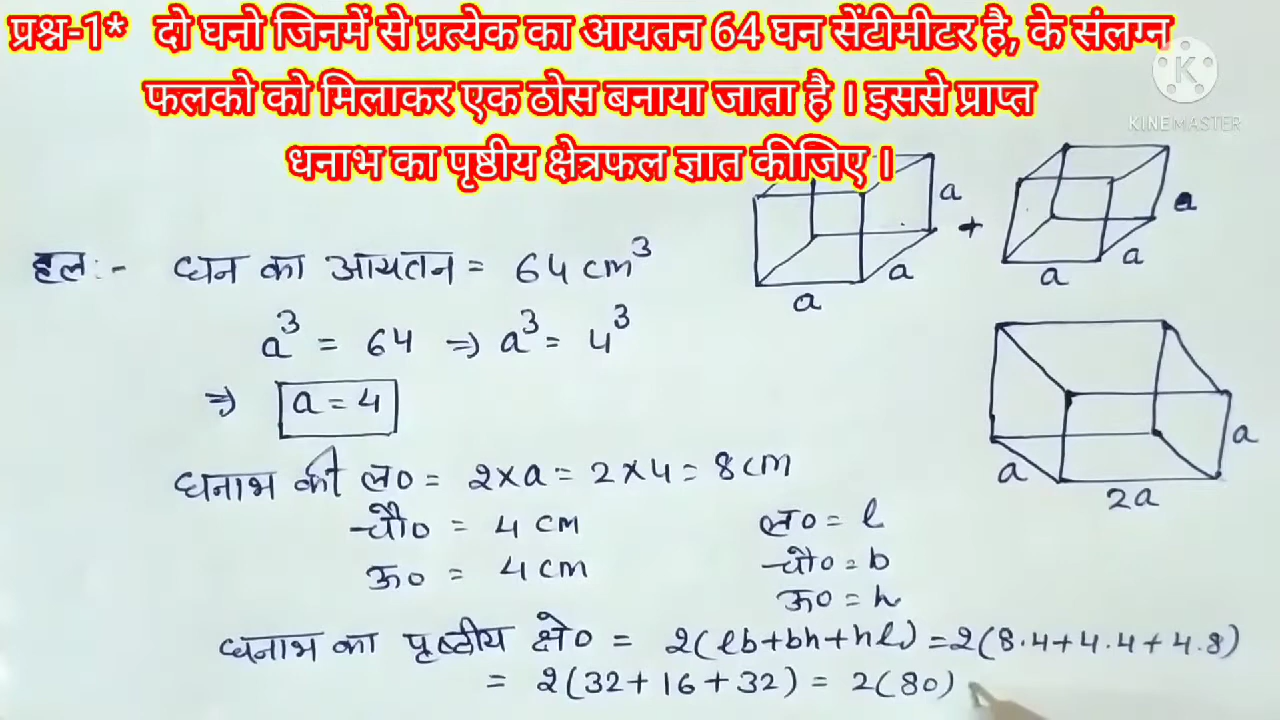 प्रश्न-1* दो घनो जिनमें से प्रत्येक का आयतन 64 घन सेंटीमीटर है, के संलग्न
फलको को मिलाकर एक ठोस बनाया जाता है । इससे प्राप्त
धनाभ का पृष्ठीय क्षेत्रफल ज्ञात कीजिए ।
K
KINEMASTER
a
a
a
+
a
a
a
हल:- घन का आयतन = 64 cm³
a³ = 64 => a³ = 4³
=> a = 4
a
a
2a
घनाभ की ल० = 2×a = 2×4 = 8 cm
चौ० = 4 cm
ऊ० = 4 cm
ल० = l
चौ० = b
ऊ० = h
घनाभ का पृष्ठीय क्षे० = 2(lb+bh+hl) = 2(8.4+4.4+4.8)
= 2(32+16+32) = 2(80)